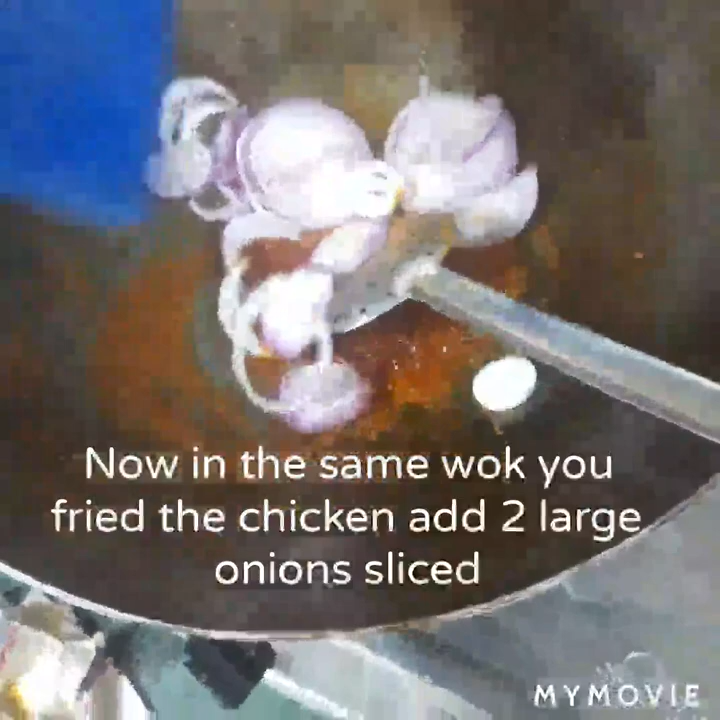 Now in the same wok you
fried the chicken add 2 large
onions sliced
MYMOVIE